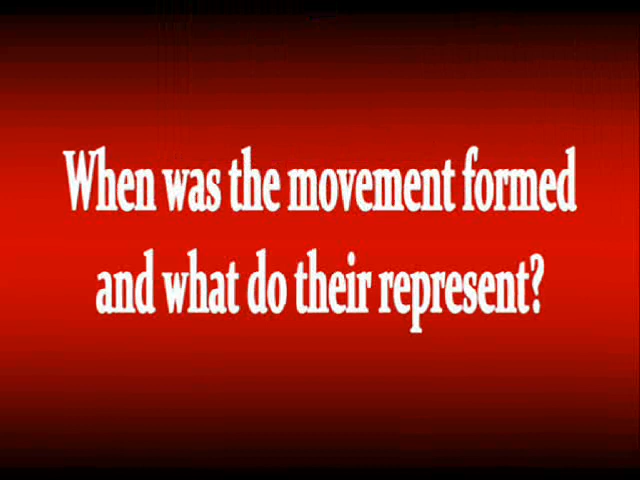 When was the movement formed
and what do their represent?